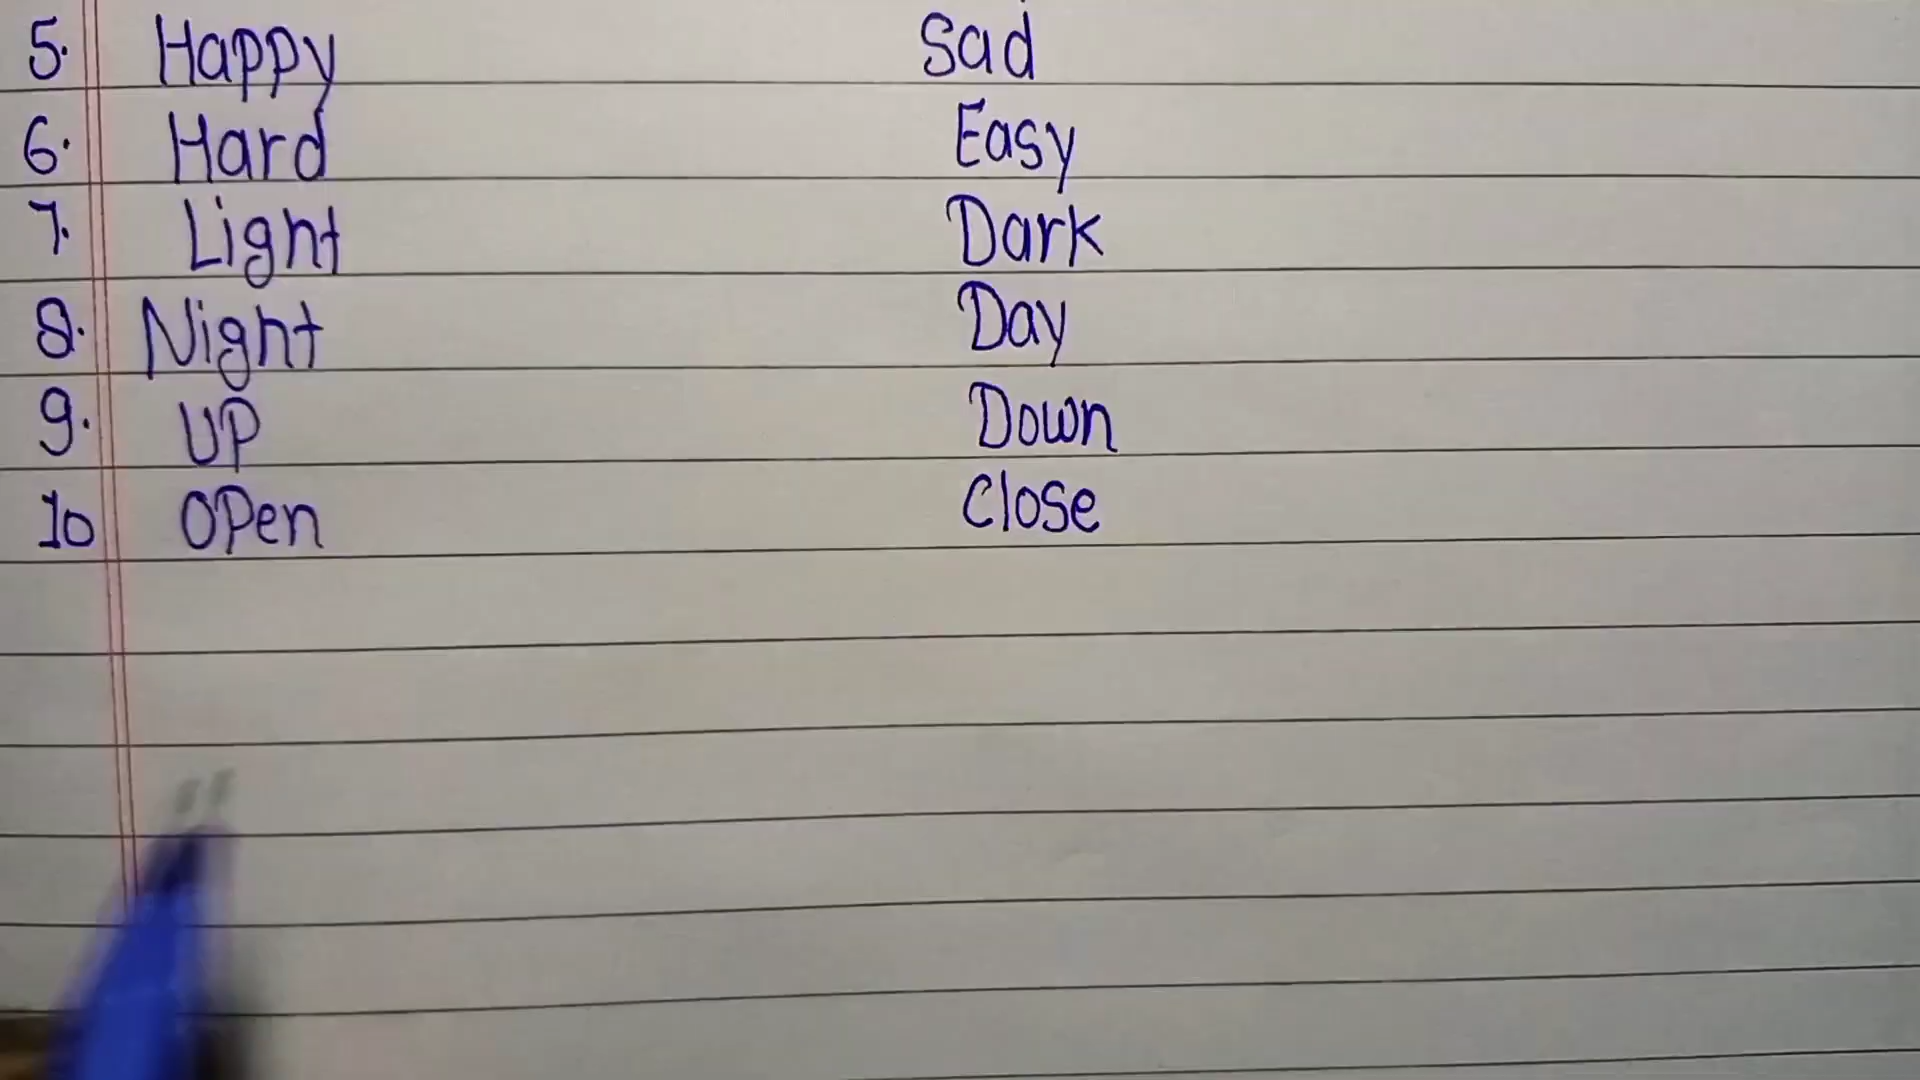 5. Happy Sad
6. Hard Easy
7. Light Dark
8. Night Day
9. UP Down
10 OPen Close